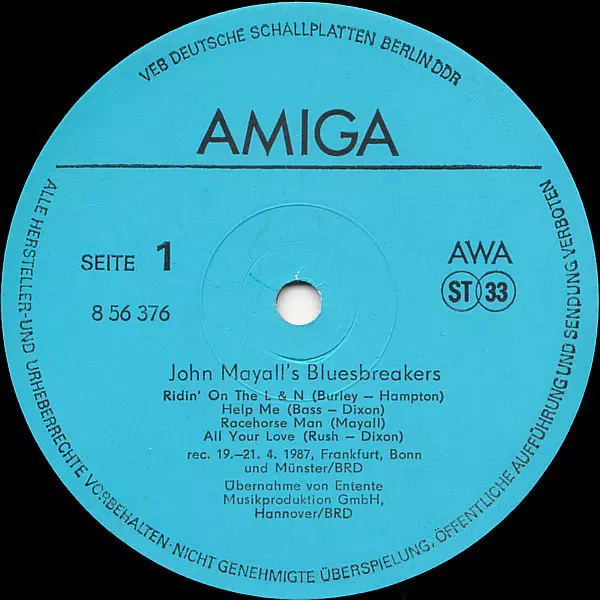 VEB DEUTSCHE SCHALLPLATTEN BERLIN DDR
AMIGA
SEITE 1
8 56 376
AWA
ST 33
John Mayall's Bluesbreakers
Ridin' On The L & N (Burley – Hampton)
Help Me (Bass – Dixon)
Racehorse Man (Mayall)
All Your Love (Rush – Dixon)
rec. 19.–21. 4. 1987, Frankfurt, Bonn
und Münster/BRD
Übernahme von Entente
Musikproduktion GmbH,
Hannover/BRD
ALLE HERSTELLER- UND URHEBERRECHTE VORBEHALTEN · NICHT GENEHMIGTE ÜBERSPIELUNG, ÖFFENTLICHE AUFFÜHRUNG UND SENDUNG VERBOTEN